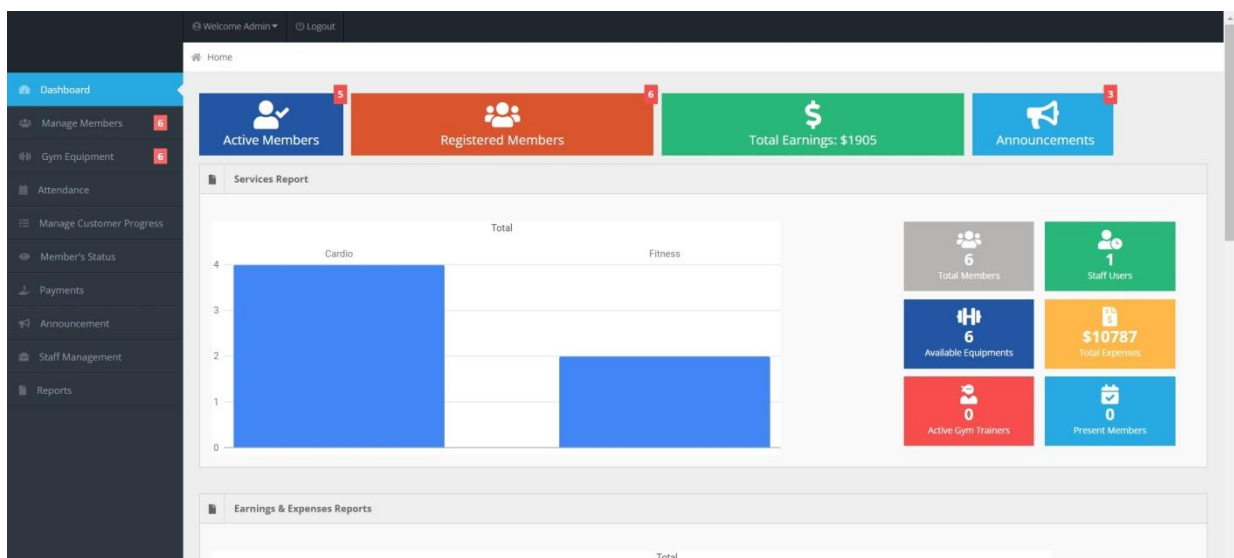 Welcome Admin
Logout
Home
Dashboard
Manage Members 6
Gym Equipment 6
Attendance
Manage Customer Progress
Member's Status
Payments
Announcement
Staff Management
Reports
5
Active Members
6
Registered Members
Total Earnings: $1905
3
Announcements
Services Report
Total
Cardio
Fitness
4
3
2
1
0
6
Total Members
1
Staff Users
6
Available Equipments
$10787
Total Expenses
0
Active Gym Trainers
0
Present Members
Earnings & Expenses Reports
Total